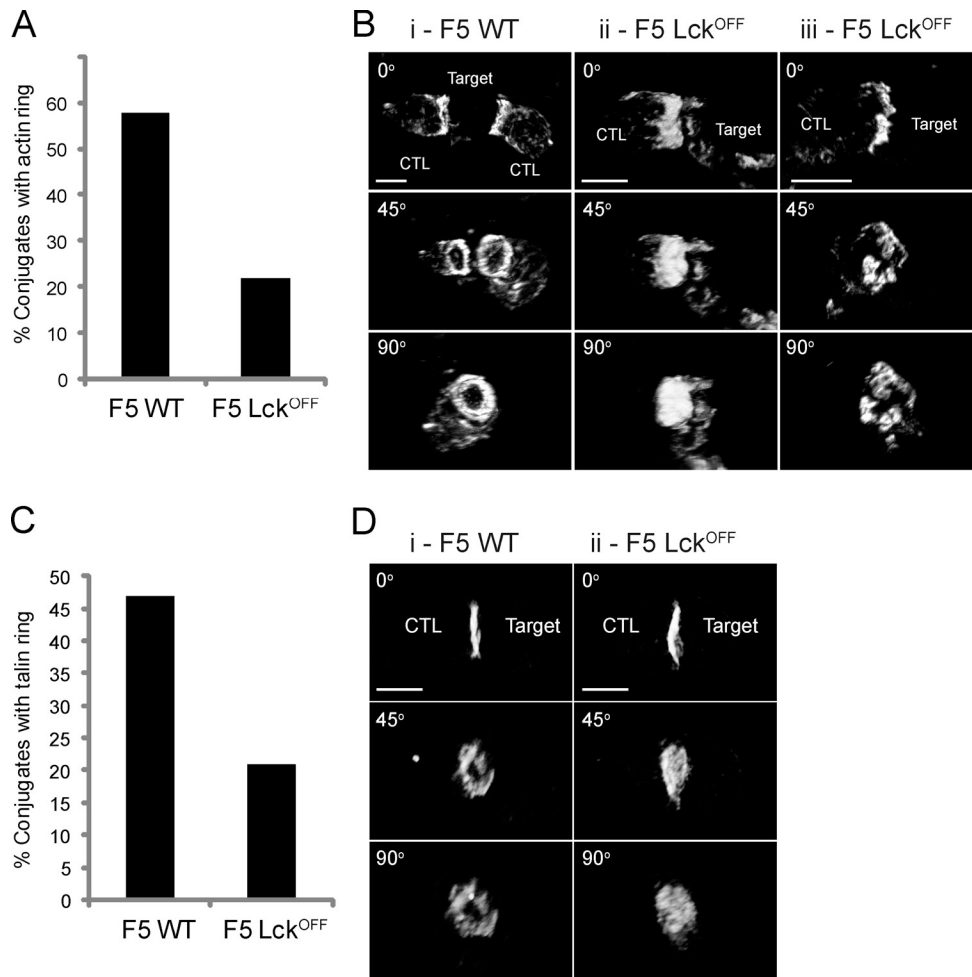 A
% Conjugates with actin ring
60
50
40
30
20
10
0
F5 WT
F5 Lck^OFF
B
i - F5 WT
ii - F5 Lck^OFF
iii - F5 Lck^OFF
0°
Target
CTL
CTL
0°
CTL
Target
0°
CTL
Target
45°
45°
45°
90°
90°
90°
C
% Conjugates with talin ring
50
45
40
35
30
25
20
15
10
5
0
F5 WT
F5 Lck^OFF
D
i - F5 WT
ii - F5 Lck^OFF
0°
CTL
Target
0°
CTL
Target
45°
45°
90°
90°